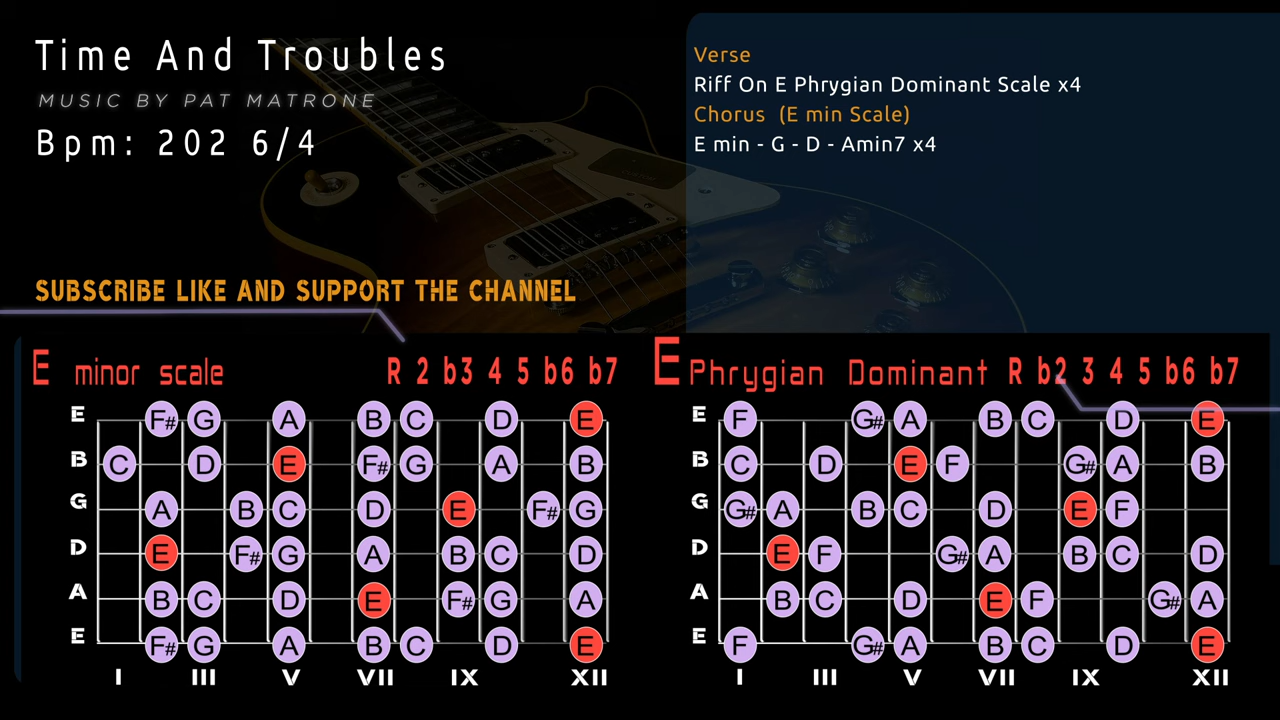 Time And Troubles
MUSIC BY PAT MATRONE
Bpm: 202 6/4
Verse
Riff On E Phrygian Dominant Scale x4
Chorus (E min Scale)
E min - G - D - Amin7 x4
SUBSCRIBE LIKE AND SUPPORT THE CHANNEL
E minor scale R 2 b3 4 5 b6 b7
E F# G A B C D E
B C D E F# G A B
G A B C D E F# G
D E F# G A B C D
A B C D E F# G A
E F# G A B C D E
I III V VII IX XII
E Phrygian Dominant R b2 3 4 5 b6 b7
E F G# A B C D E
B C D E F G# A B
G G# A B C D E F
D E F G# A B C D
A B C D E F G# A
E F G# A B C D E
I III V VII IX XII